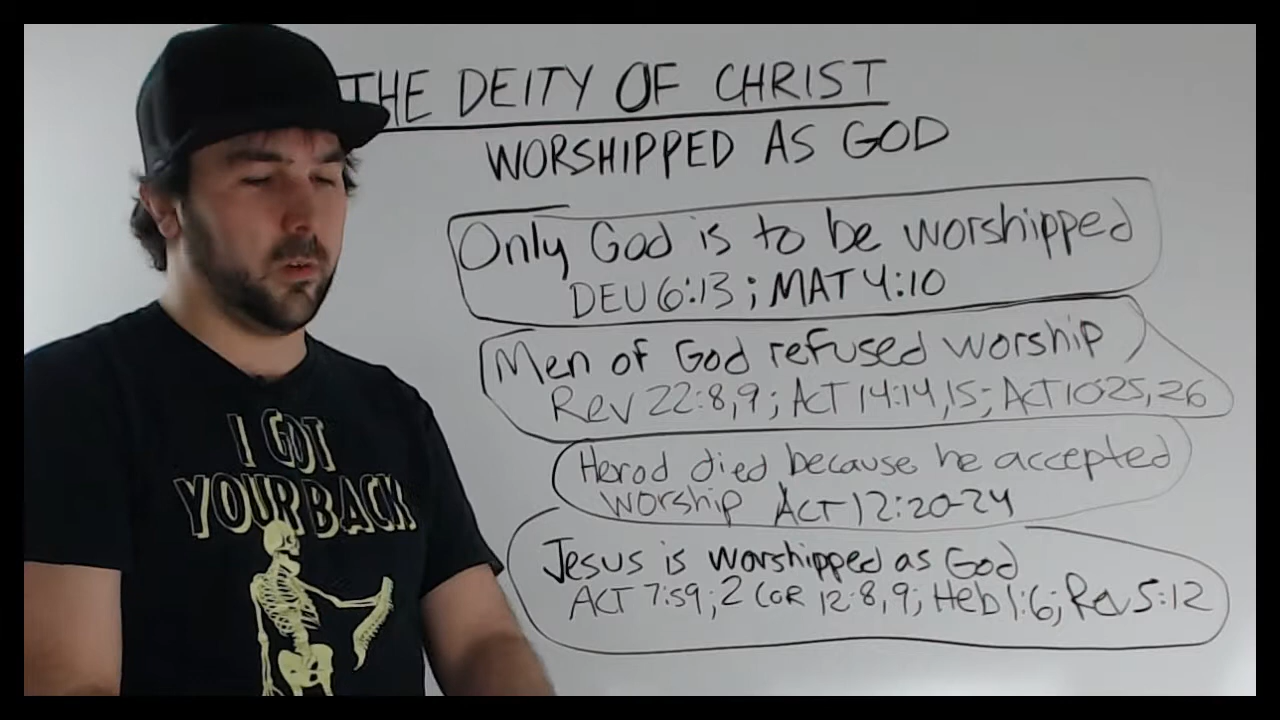 THE DEITY OF CHRIST
WORSHIPPED AS GOD
Only God is to be worshipped
DEU 6:13 ; MAT 4:10
Men of God refused worship
Rev 22:8,9 ; ACT 14:14,15; ACT 10:25,26
Herod died because he accepted
worship ACT 12:20-24
Jesus is worshipped as God
ACT 7:59 ; 2 COR 12:8,9; Heb 1:6; Rev 5:12
I GOT
YOUR BACK